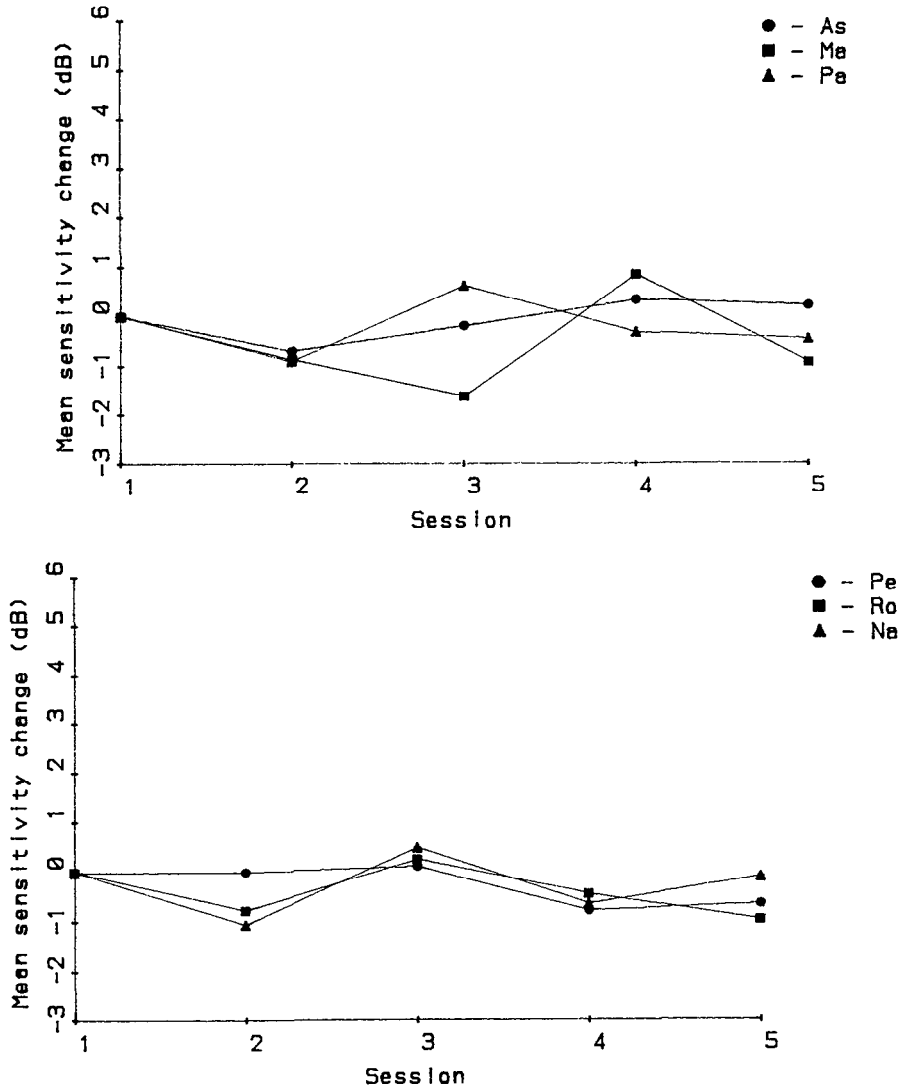 ● – As
■ – Ma
▲ – Pa
Mean sensitivity change (dB)
6
5
4
3
2
1
0
-1
-2
-3
1 2 3 4 5
Session
● – Pe
■ – Ro
▲ – Na
Mean sensitivity change (dB)
6
5
4
3
2
1
0
-1
-2
-3
1 2 3 4 5
Session